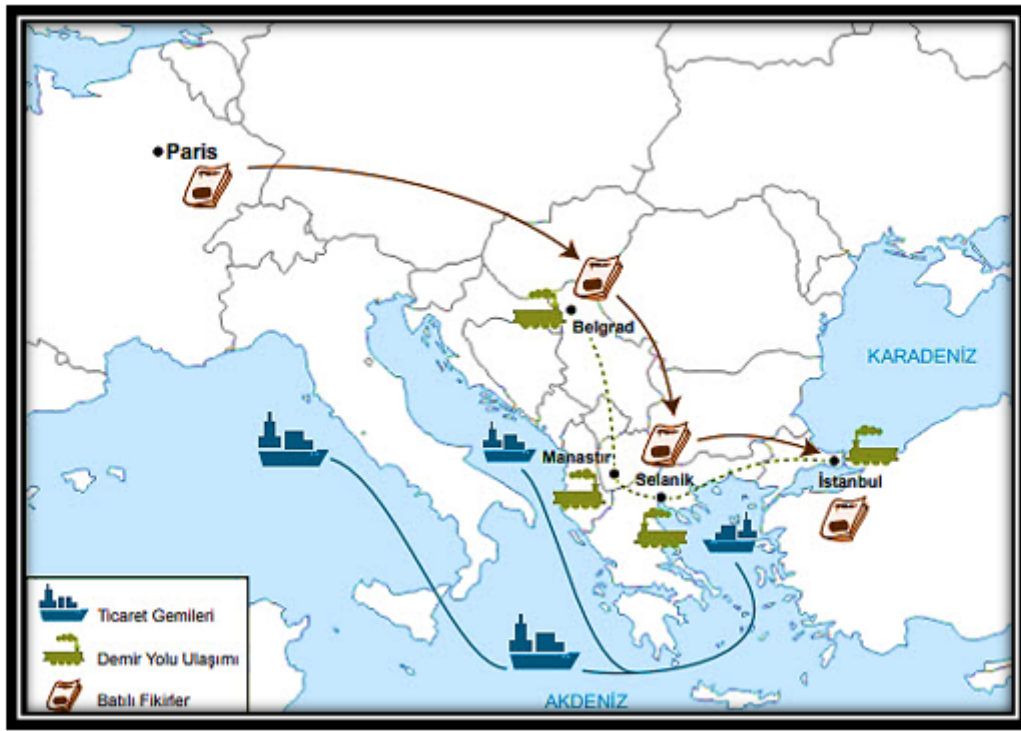 Paris
Belgrad
KARADENİZ
Manastır
Selanik
İstanbul
Ticaret Gemileri
Demir Yolu Ulaşımı
Batılı Fikirler
AKDENİZ